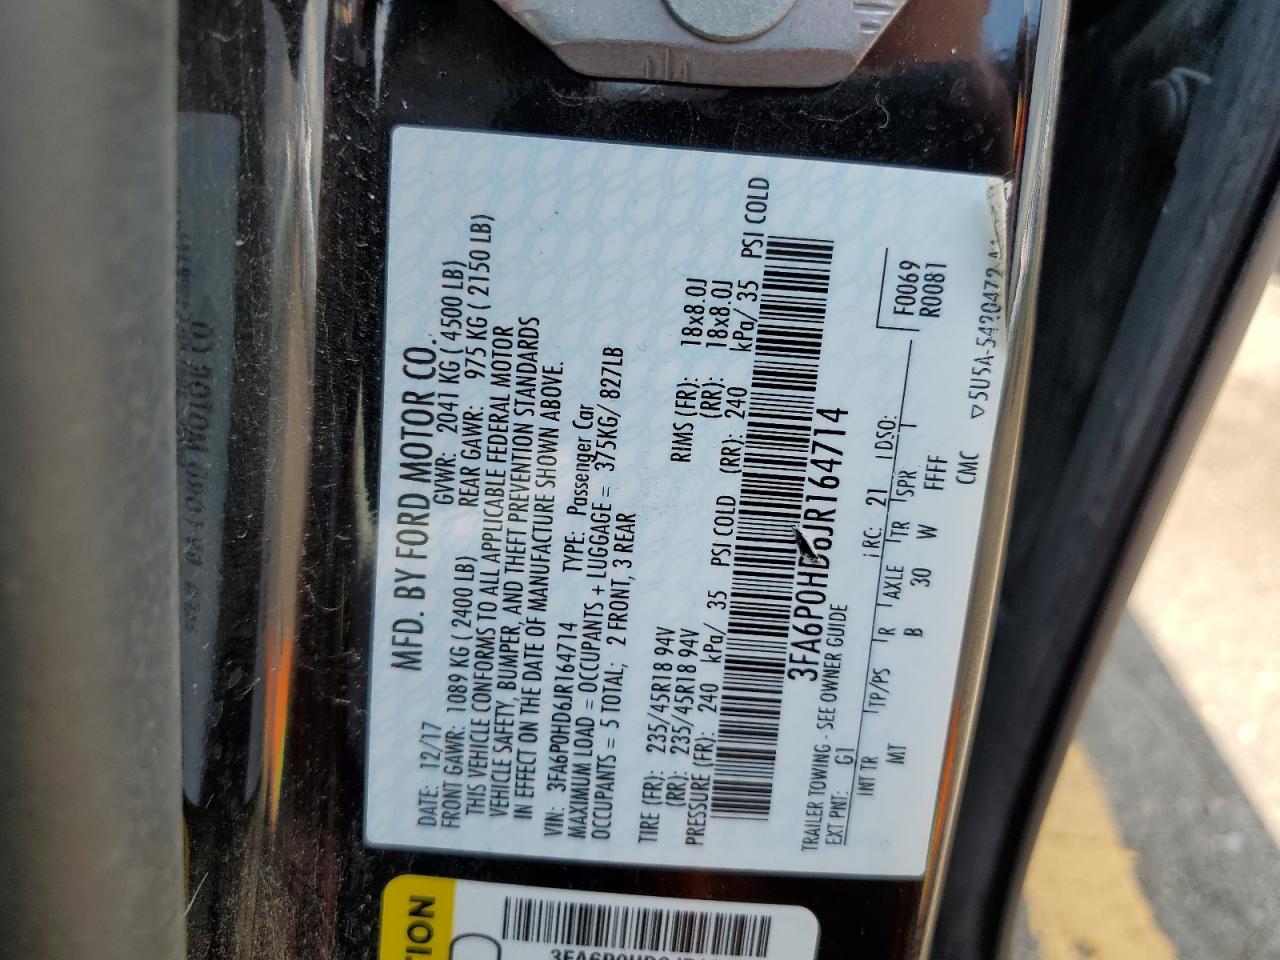 MFD. BY FORD MOTOR CO.
DATE: 12/17 GVWR: 2041 KG ( 4500 LB)
FRONT GAWR: 1089 KG ( 2400 LB) REAR GAWR: 975 KG ( 2150 LB)
THIS VEHICLE CONFORMS TO ALL APPLICABLE FEDERAL MOTOR
VEHICLE SAFETY, BUMPER, AND THEFT PREVENTION STANDARDS
IN EFFECT ON THE DATE OF MANUFACTURE SHOWN ABOVE.
VIN: 3FA6P0HD6JR164714 TYPE: Passenger Car
MAXIMUM LOAD = OCCUPANTS + LUGGAGE = 375KG/ 827LB
OCCUPANTS = 5 TOTAL; 2 FRONT, 3 REAR
TIRE (FR): 235/45R18 94V RIMS (FR): 18x8.0J
(RR): 235/45R18 94V (RR): 18x8.0J
PRESSURE (FR): 240 kPa/ 35 PSI COLD (RR): 240 kPa/ 35 PSI COLD
3FA6P0HD6JR164714
TRAILER TOWING - SEE OWNER GUIDE
EXT PNT: G1 RC: 21 DSO: F0069
INT TR TP/PS R AXLE TR SPR R0081
MT B 30 W FFF
CMC
TION